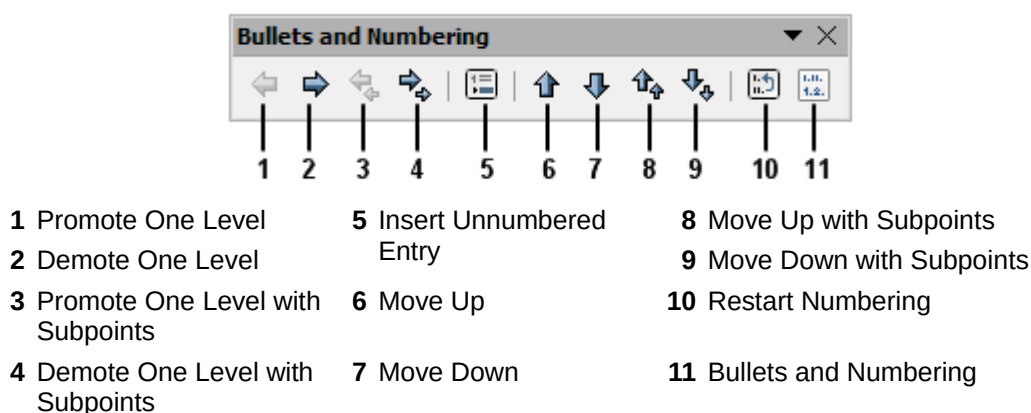 Bullets and Numbering
1 2 3 4 5 6 7 8 9 10 11
1 Promote One Level
2 Demote One Level
3 Promote One Level with
Subpoints
4 Demote One Level with
Subpoints
5 Insert Unnumbered
Entry
6 Move Up
7 Move Down
8 Move Up with Subpoints
9 Move Down with Subpoints
10 Restart Numbering
11 Bullets and Numbering